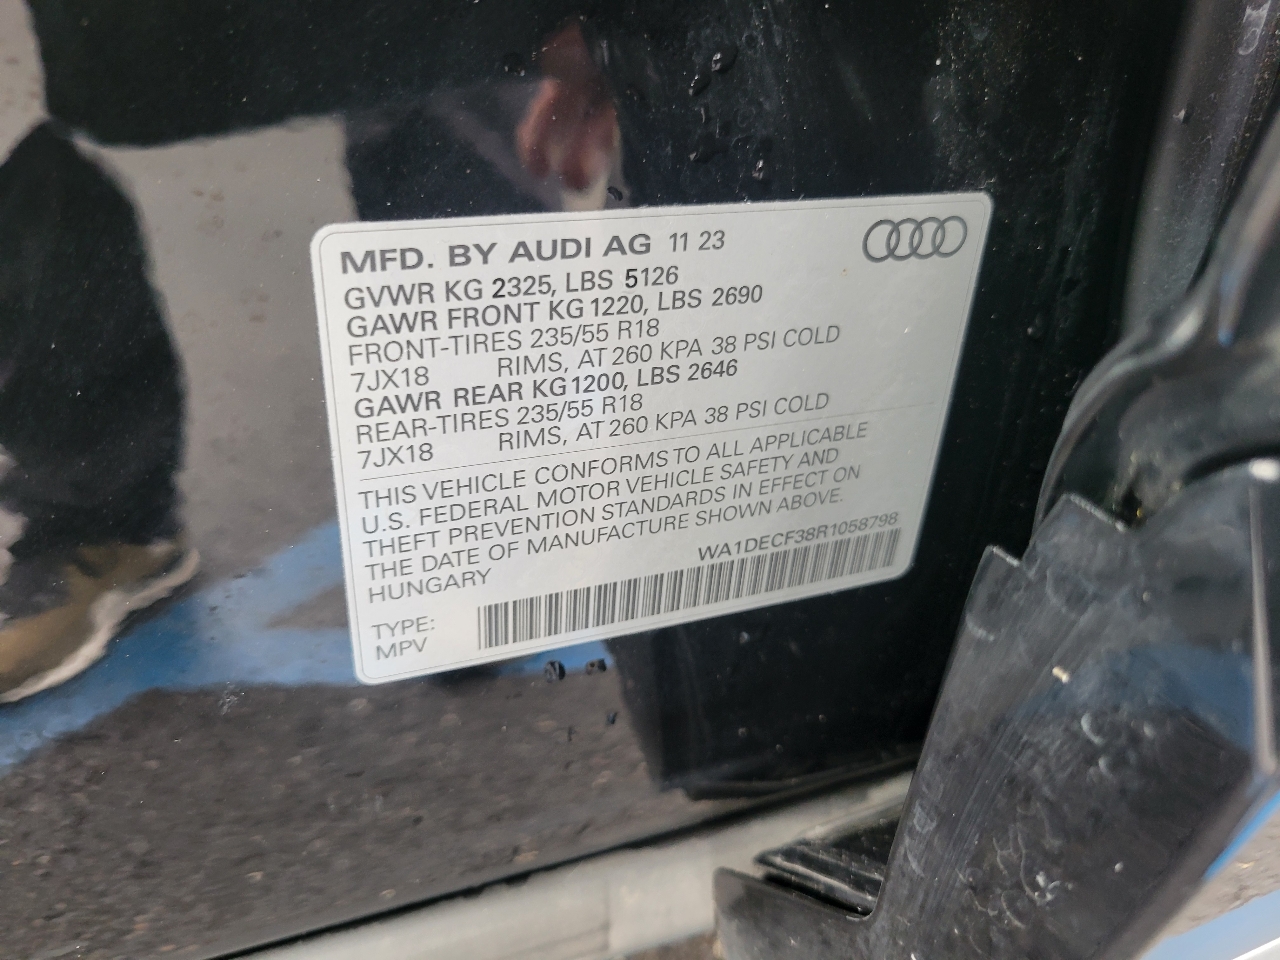 MFD. BY AUDI AG 11 23
GVWR KG 2325, LBS 5126
GAWR FRONT KG 1220, LBS 2690
FRONT-TIRES 235/55 R18
7JX18 RIMS, AT 260 KPA 38 PSI COLD
GAWR REAR KG 1200, LBS 2646
REAR-TIRES 235/55 R18
7JX18 RIMS, AT 260 KPA 38 PSI COLD
THIS VEHICLE CONFORMS TO ALL APPLICABLE
U.S. FEDERAL MOTOR VEHICLE SAFETY AND
THEFT PREVENTION STANDARDS IN EFFECT ON
THE DATE OF MANUFACTURE SHOWN ABOVE.
HUNGARY
WA1DECF38R1058798
TYPE:
MPV